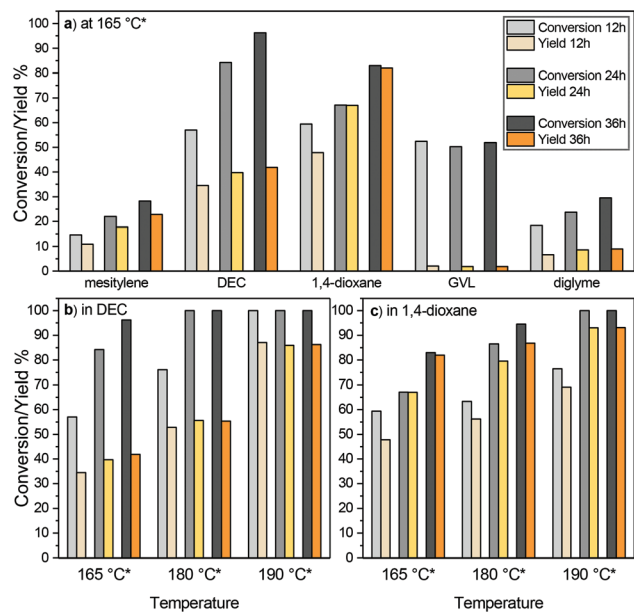 a) at 165 °C*
Conversion 12h
Yield 12h
Conversion 24h
Yield 24h
Conversion 36h
Yield 36h
Conversion/Yield %
100
90
80
70
60
50
40
30
20
10
0
mesitylene DEC 1,4-dioxane GVL diglyme
b) in DEC
Conversion/Yield %
100
90
80
70
60
50
40
30
20
10
0
165 °C* 180 °C* 190 °C*
Temperature
c) in 1,4-dioxane
100
90
80
70
60
50
40
30
20
10
0
165 °C* 180 °C* 190 °C*
Temperature